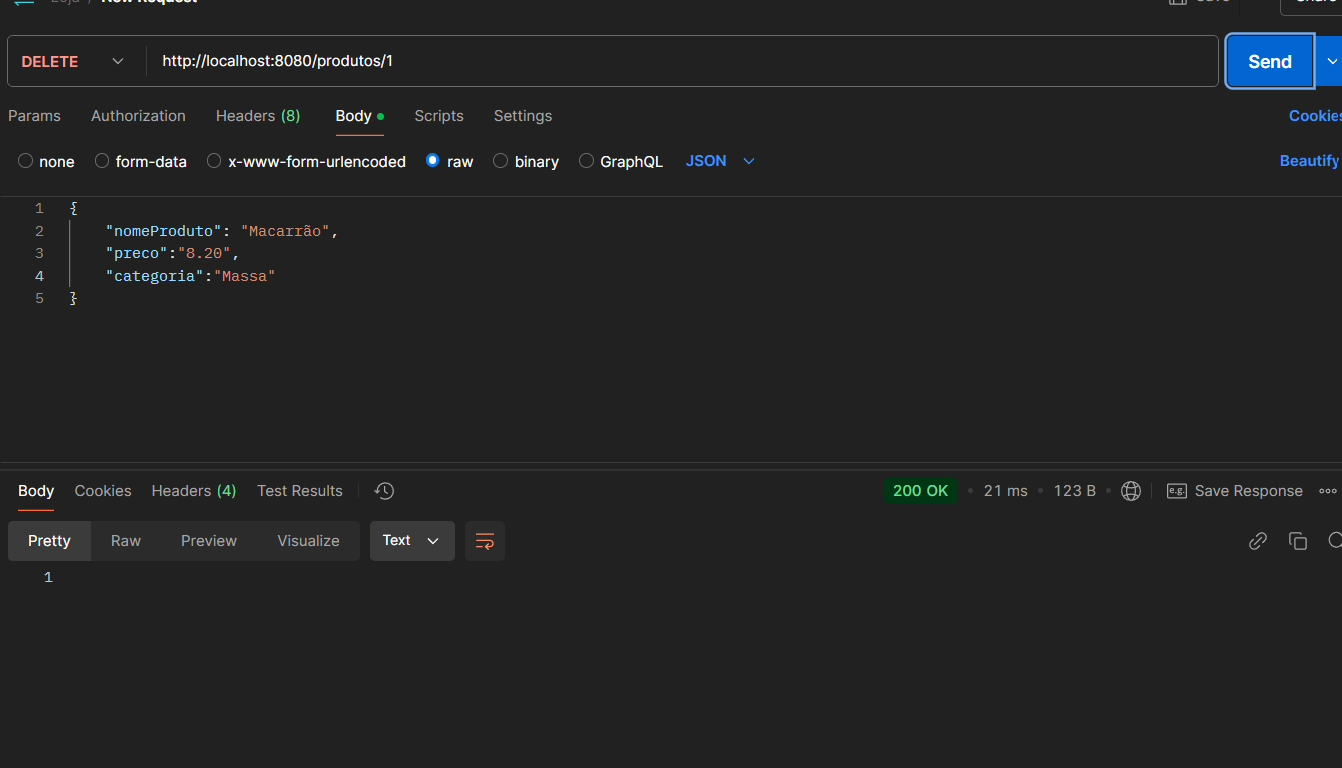 New Request
Save
Share
DELETE http://localhost:8080/produtos/1 Send
Params Authorization Headers (8) Body Scripts Settings Cookies
none form-data x-www-form-urlencoded raw binary GraphQL JSON Beautify
1 {
2 "nomeProduto": "Macarrão",
3 "preco":"8.20",
4 "categoria":"Massa"
5 }
Body Cookies Headers (4) Test Results 200 OK • 21 ms • 123 B • e.g. Save Response
Pretty Raw Preview Visualize Text
1